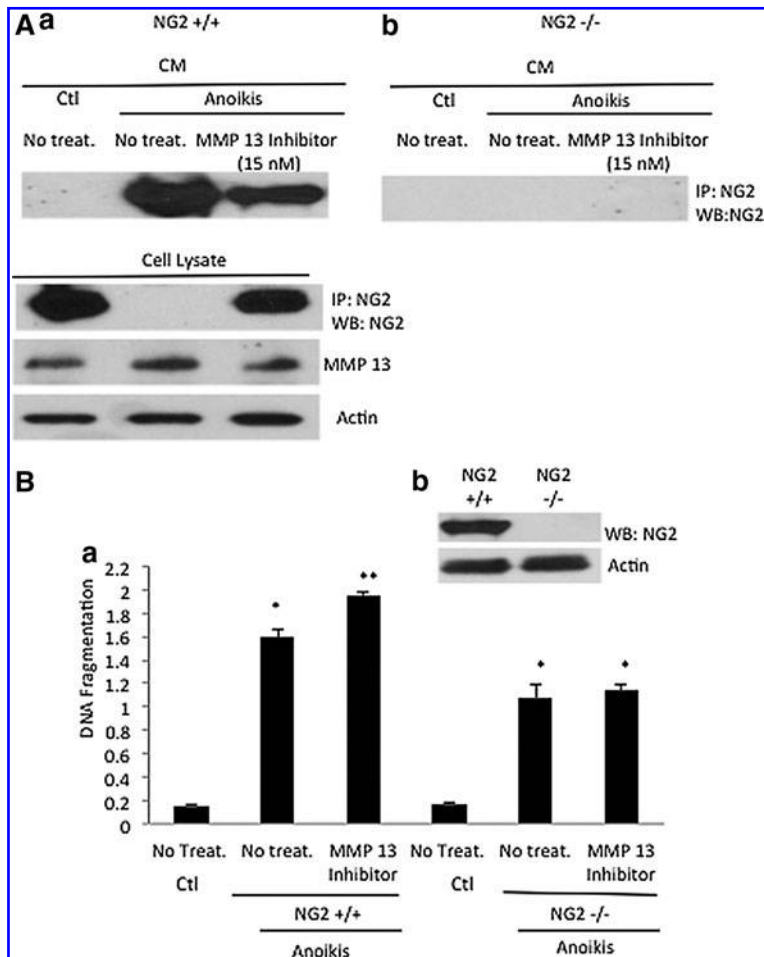 A a NG2 +/+
CM
Ctl Anoikis
No treat. No treat. MMP 13 Inhibitor
(15 nM)
Cell Lysate
IP: NG2
WB: NG2
MMP 13
Actin
b NG2 -/-
CM
Ctl Anoikis
No treat. No treat. MMP 13 Inhibitor
(15 nM)
IP: NG2
WB:NG2
B
a
DNA Fragmentation
2.2
2
1.8
1.6
1.4
1.2
1
0.8
0.6
0.4
0.2
0
No Treat. No treat. MMP 13 No Treat. No treat. MMP 13
Inhibitor Inhibitor
Ctl Ctl
NG2 +/+ NG2 -/-
Anoikis Anoikis
b NG2 NG2
+/+ -/-
WB: NG2
Actin